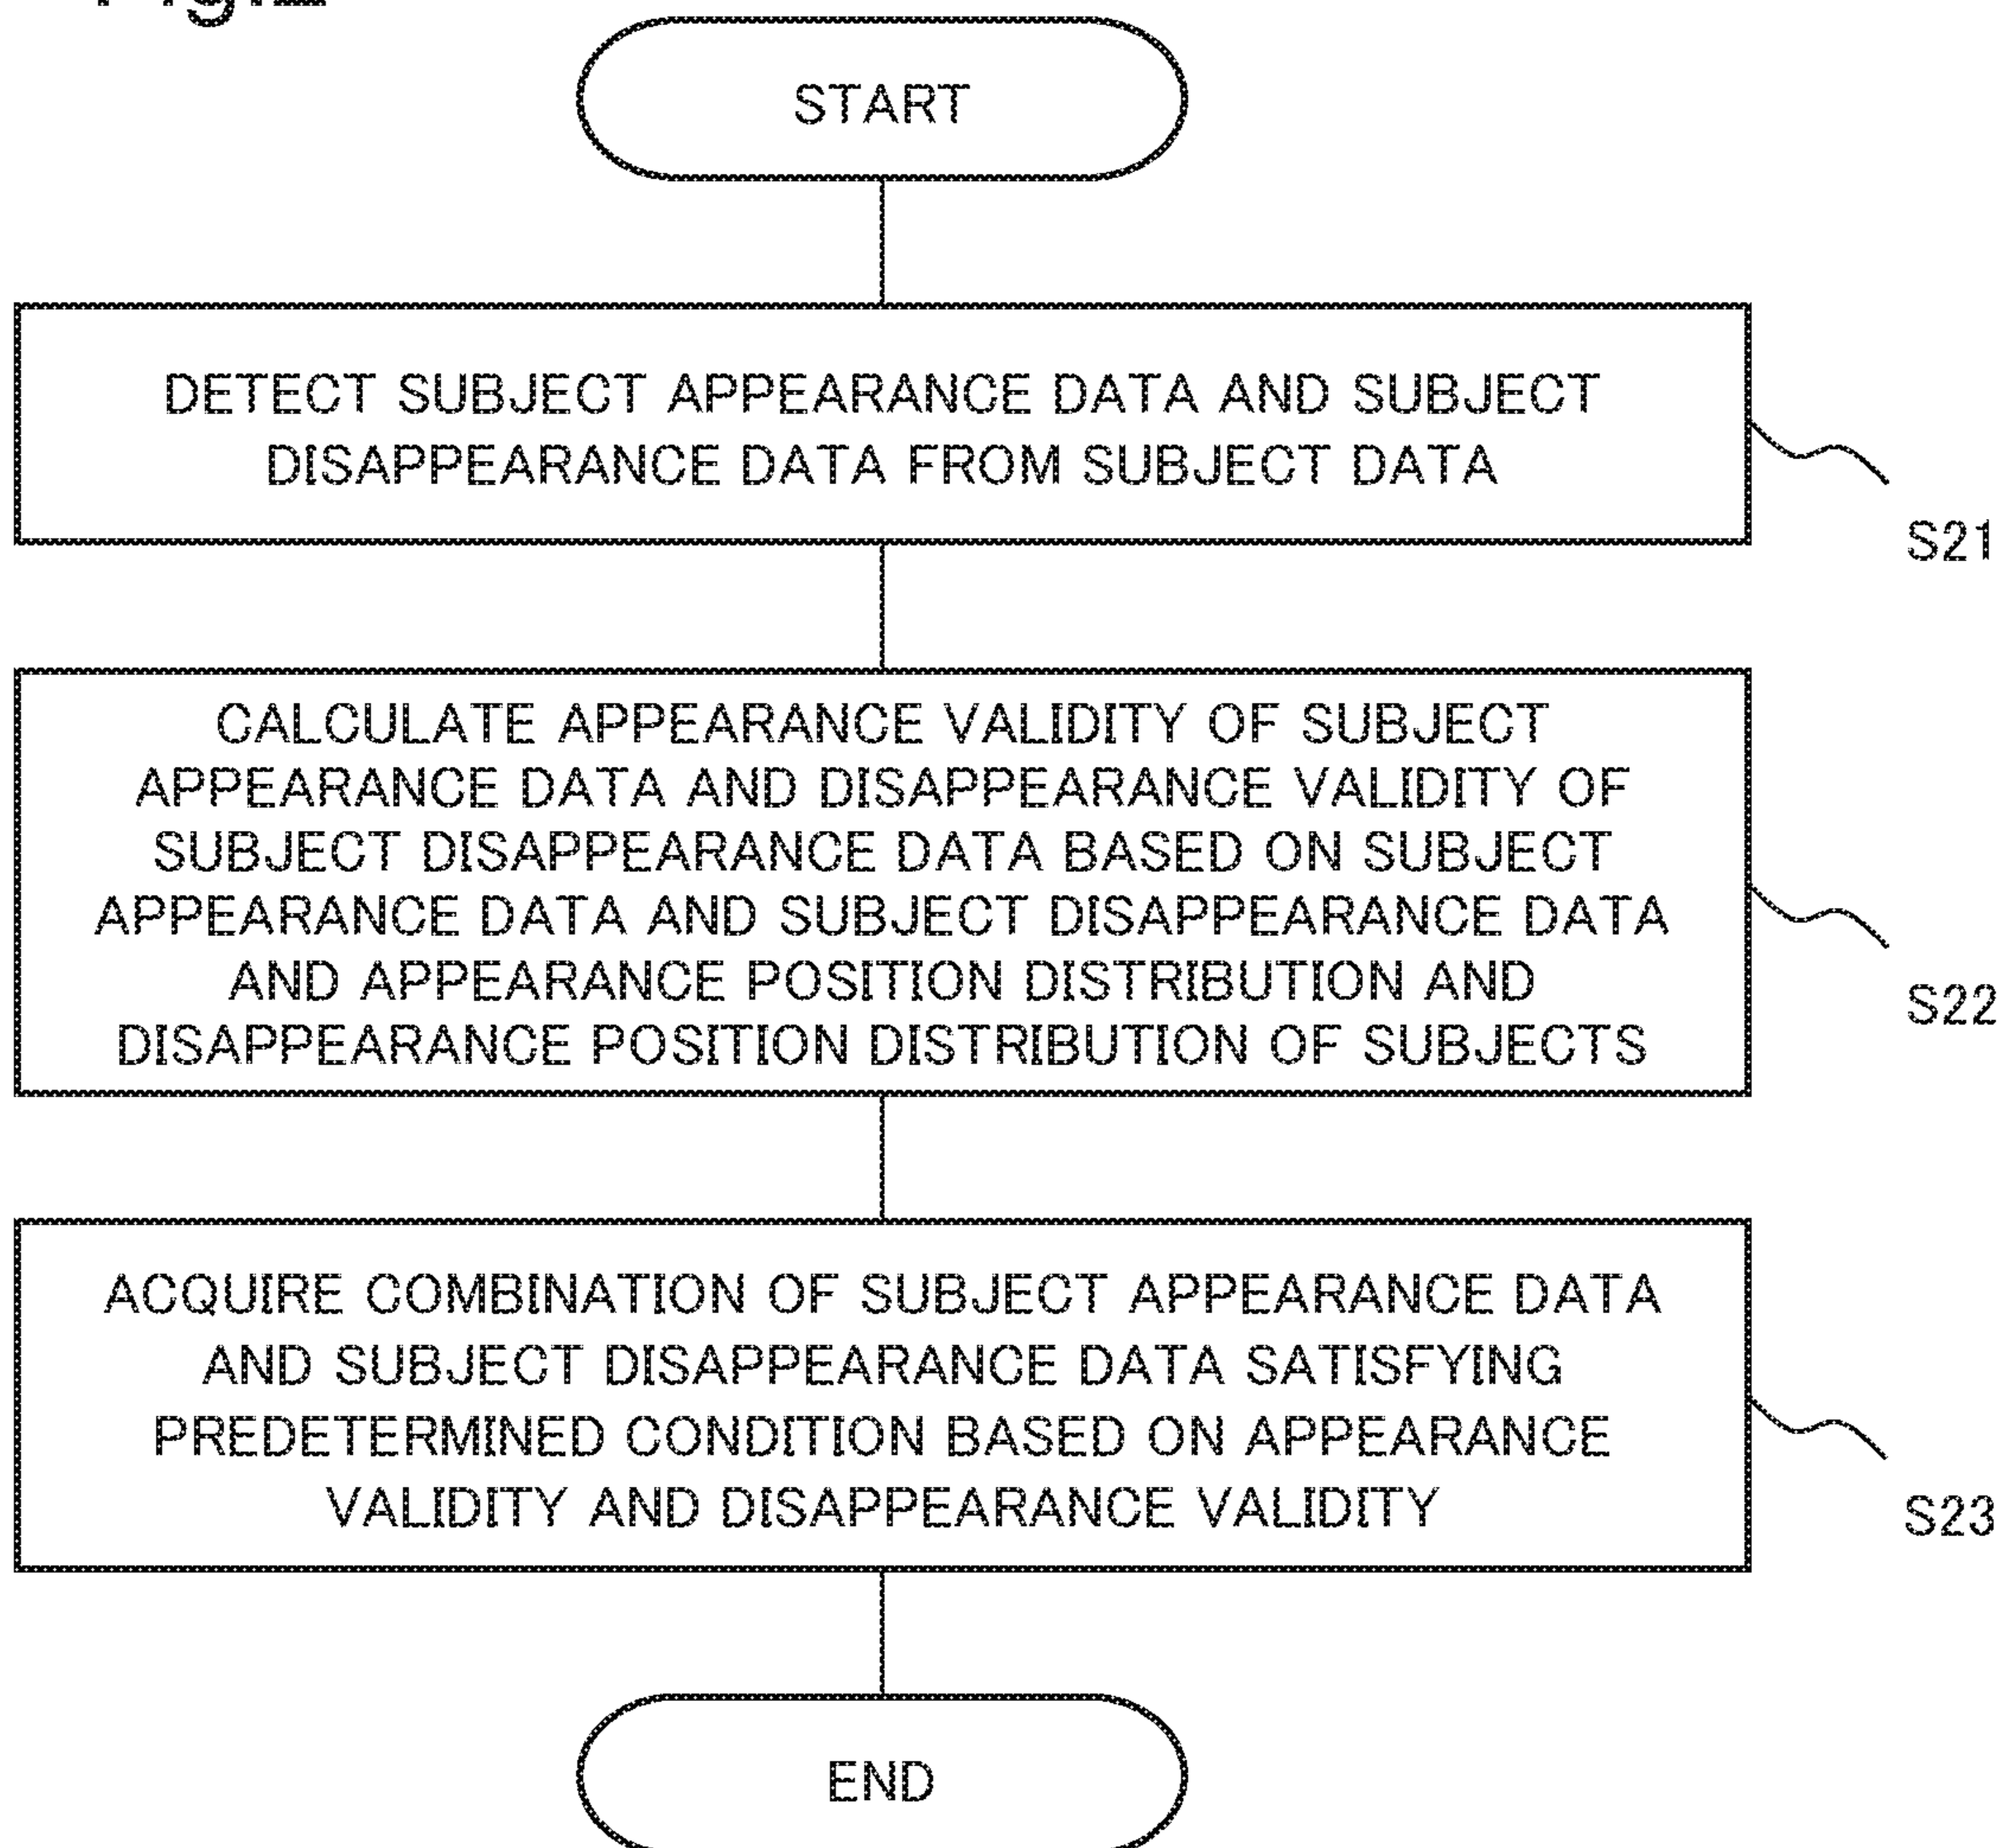 START
DETECT SUBJECT APPEARANCE DATA AND SUBJECT
DISAPPEARANCE DATA FROM SUBJECT DATA
S21
CALCULATE APPEARANCE VALIDITY OF SUBJECT
APPEARANCE DATA AND DISAPPEARANCE VALIDITY OF
SUBJECT DISAPPEARANCE DATA BASED ON SUBJECT
APPEARANCE DATA AND SUBJECT DISAPPEARANCE DATA
AND APPEARANCE POSITION DISTRIBUTION AND
DISAPPEARANCE POSITION DISTRIBUTION OF SUBJECTS
S22
ACQUIRE COMBINATION OF SUBJECT APPEARANCE DATA
AND SUBJECT DISAPPEARANCE DATA SATISFYING
PREDETERMINED CONDITION BASED ON APPEARANCE
VALIDITY AND DISAPPEARANCE VALIDITY
S23
END